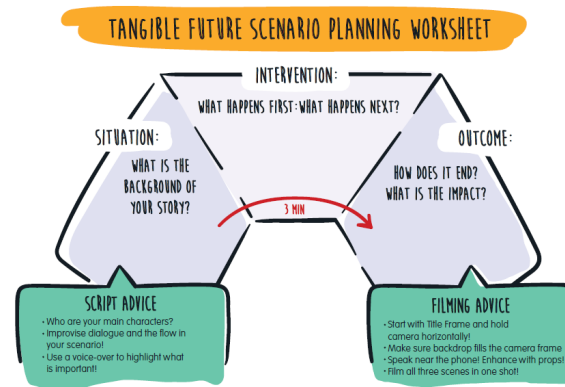 TANGIBLE FUTURE SCENARIO PLANNING WORKSHEET
INTERVENTION:
WHAT HAPPENS FIRST: WHAT HAPPENS NEXT?
SITUATION:
WHAT IS THE
BACKGROUND OF
YOUR STORY?
OUTCOME:
HOW DOES IT END?
WHAT IS THE IMPACT?
3 MIN
SCRIPT ADVICE
• Who are your main characters?
• Improvise dialogue and the flow in
your scenario!
• Use a voice-over to highlight what
is important!
FILMING ADVICE
• Start with Title Frame and hold
camera horizontally!
• Make sure backdrop fills the camera frame
• Speak near the phone! Enhance with props!
• Film all three scenes in one shot!